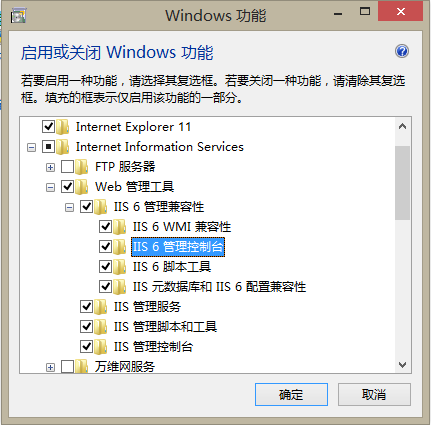 Windows 功能
启用或关闭 Windows 功能
若要启用一种功能，请选择其复选框。若要关闭一种功能，请清除其复选
框。填充的框表示仅启用该功能的一部分。
Internet Explorer 11
Internet Information Services
FTP 服务器
Web 管理工具
IIS 6 管理兼容性
IIS 6 WMI 兼容性
IIS 6 管理控制台
IIS 6 脚本工具
IIS 元数据库和 IIS 6 配置兼容性
IIS 管理服务
IIS 管理脚本和工具
IIS 管理控制台
万维网服务
确定
取消